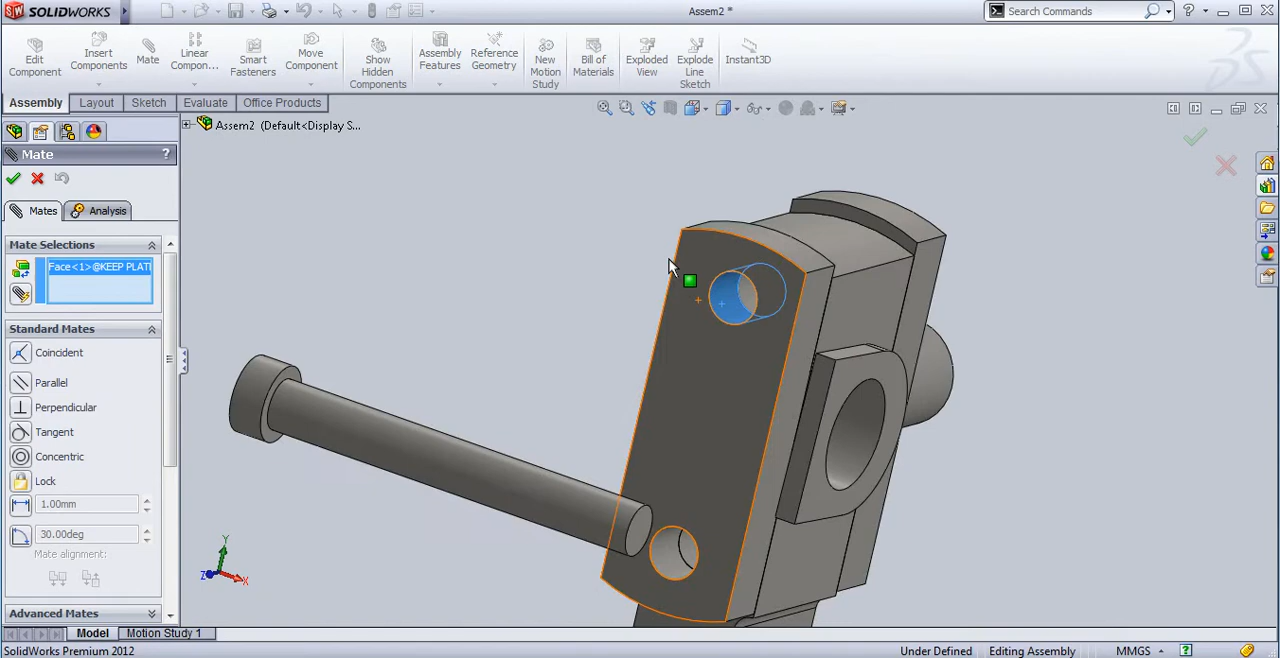 SOLIDWORKS
Assem2 *
Search Commands
?
Edit Component
Insert Components
Mate
Linear Compon...
Smart Fasteners
Move Component
Show Hidden Components
Assembly Features
Reference Geometry
New Motion Study
Bill of Materials
Exploded View
Explode Line Sketch
Instant3D
Assembly
Layout
Sketch
Evaluate
Office Products
Assem2 (Default<Display S...
Mate
?
Mates
Analysis
Mate Selections
Face<1>@KEEP PLAT
Standard Mates
Coincident
Parallel
Perpendicular
Tangent
Concentric
Lock
1.00mm
30.00deg
Mate alignment:
Advanced Mates
Y
Z
X
Model
Motion Study 1
SolidWorks Premium 2012
Under Defined
Editing Assembly
MMGS
?